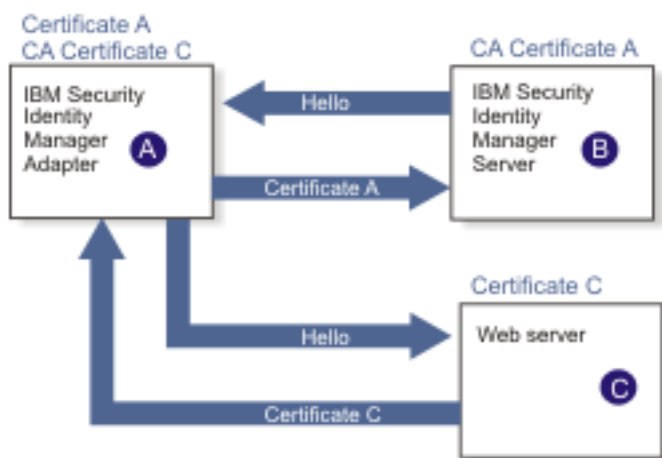 Certificate A
CA Certificate C
IBM Security
Identity
Manager
Adapter
A
CA Certificate A
IBM Security
Identity
Manager
Server
B
Hello
Certificate A
Certificate C
Web server
C
Hello
Certificate C